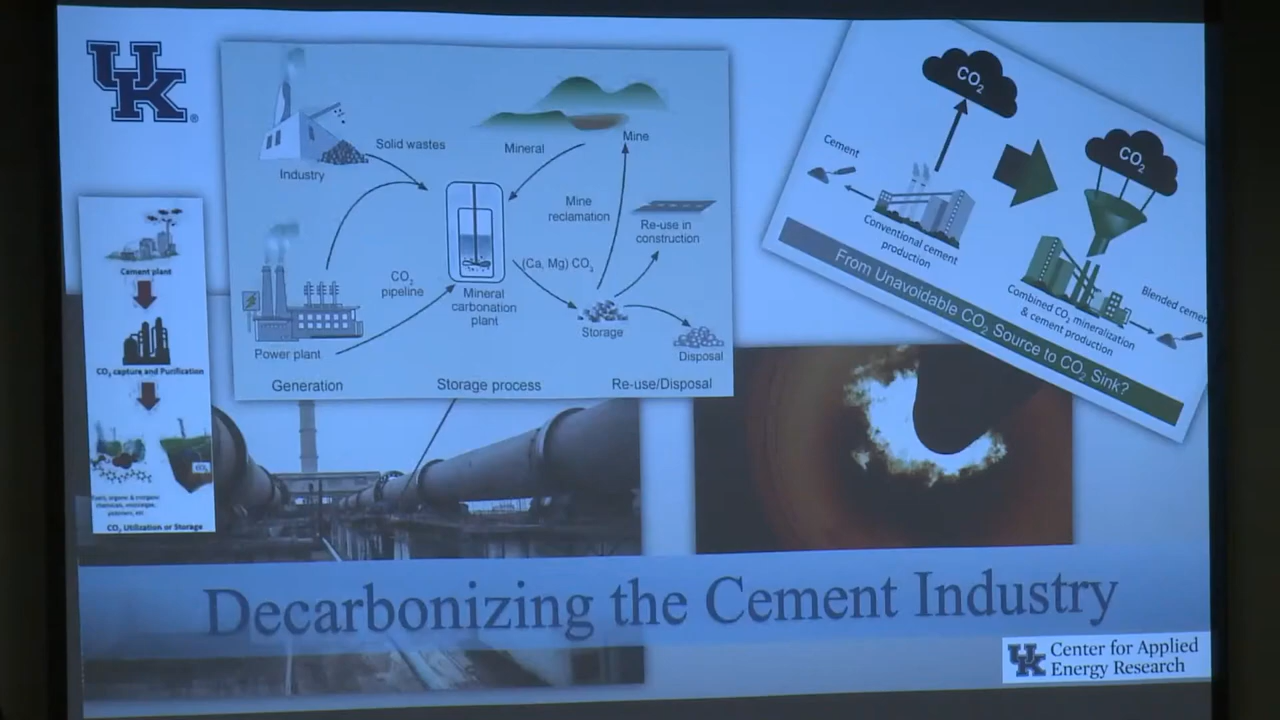 UK
®
Solid wastes
Industry
Mineral
Mine
Mine
reclamation
Re-use in
construction
CO₂
pipeline
(Ca, Mg) CO₃
Mineral
carbonation
plant
Storage
Power plant
Disposal
Generation
Storage process
Re-use/Disposal
CO₂
Cement
Conventional cement
production
CO₂
Combined CO₂ mineralization
& cement production
Blended cemen
From Unavoidable CO₂ Source to CO₂ Sink?
Cement plant
CO₂ capture and Purification
CO₂ Utilization or Storage
Decarbonizing the Cement Industry
UK Center for Applied
Energy Research